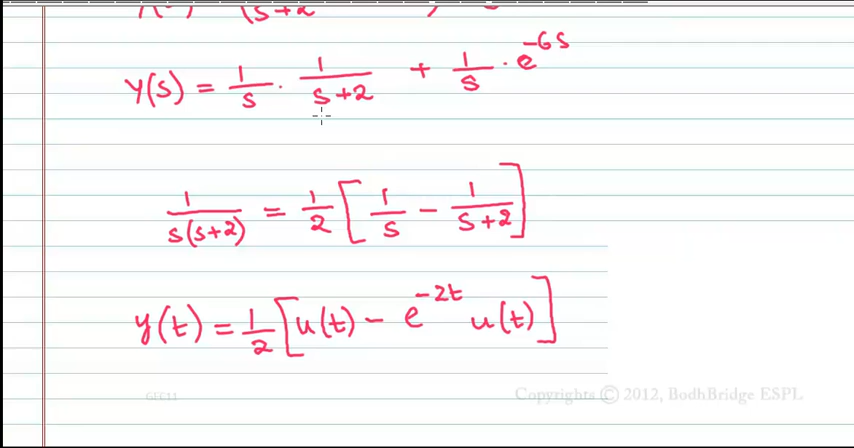 Y(s) = 1/s · 1/(s+2) + 1/s · e^-6s
1/(s(s+2)) = 1/2 [ 1/s - 1/(s+2) ]
y(t) = 1/2 [ u(t) - e^-2t u(t) ]
GEC11
Copyrights © 2012, BodhBridge ESPL